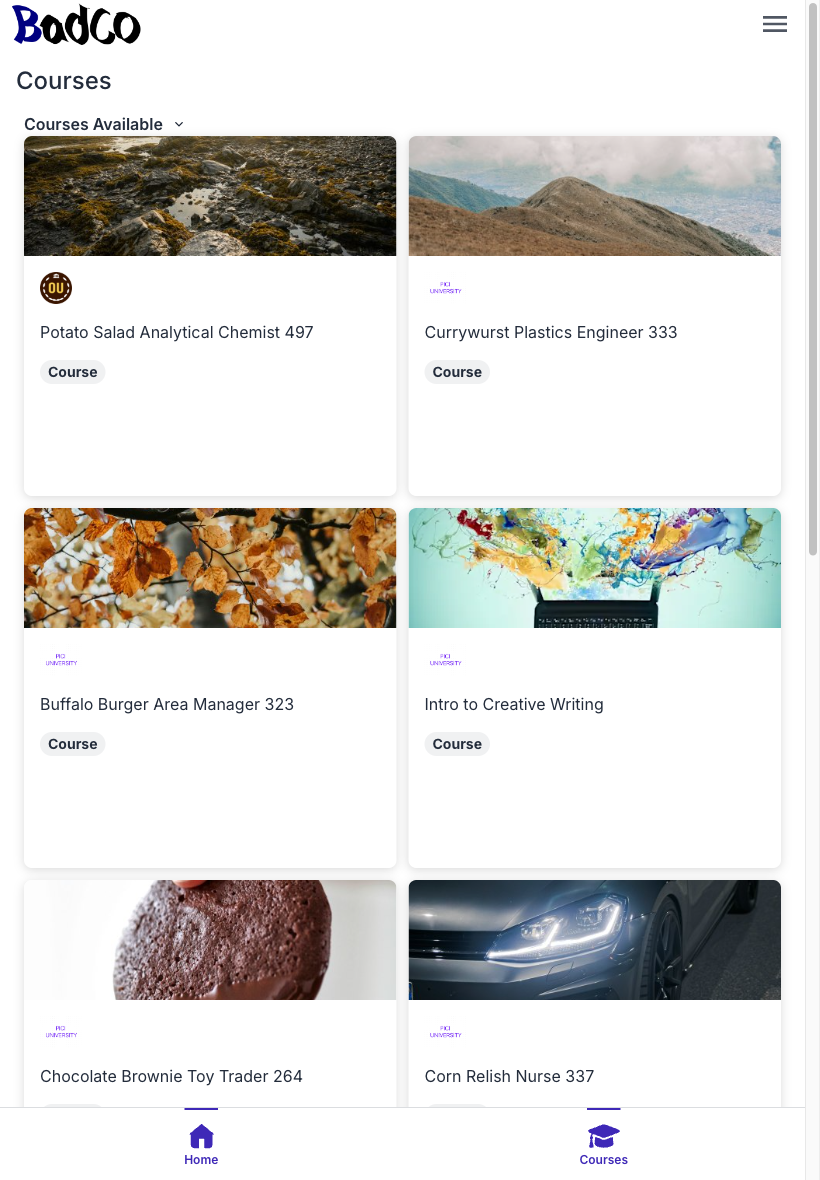 BadCo
Courses
Courses Available
OU
Potato Salad Analytical Chemist 497
Course
PICI
UNIVERSITY
Currywurst Plastics Engineer 333
Course
PICI
UNIVERSITY
Buffalo Burger Area Manager 323
Course
PICI
UNIVERSITY
Intro to Creative Writing
Course
PICI
UNIVERSITY
Chocolate Brownie Toy Trader 264
PICI
UNIVERSITY
Corn Relish Nurse 337
Home
Courses